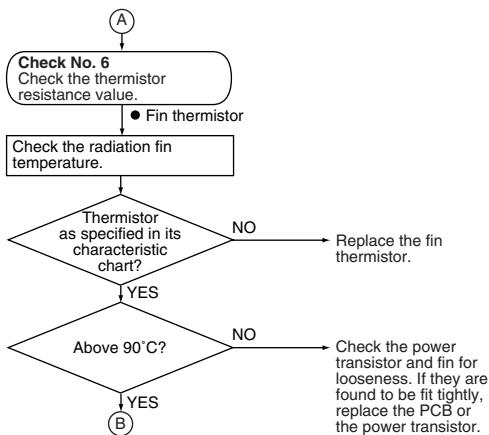 A
Check No. 6
Check the thermistor
resistance value.
● Fin thermistor
Check the radiation fin
temperature.
Thermistor
as specified in its
characteristic
chart?
NO
Replace the fin
thermistor.
YES
Above 90˚C?
NO
Check the power
transistor and fin for
looseness. If they are
found to be fit tightly,
replace the PCB or
the power transistor.
YES
B